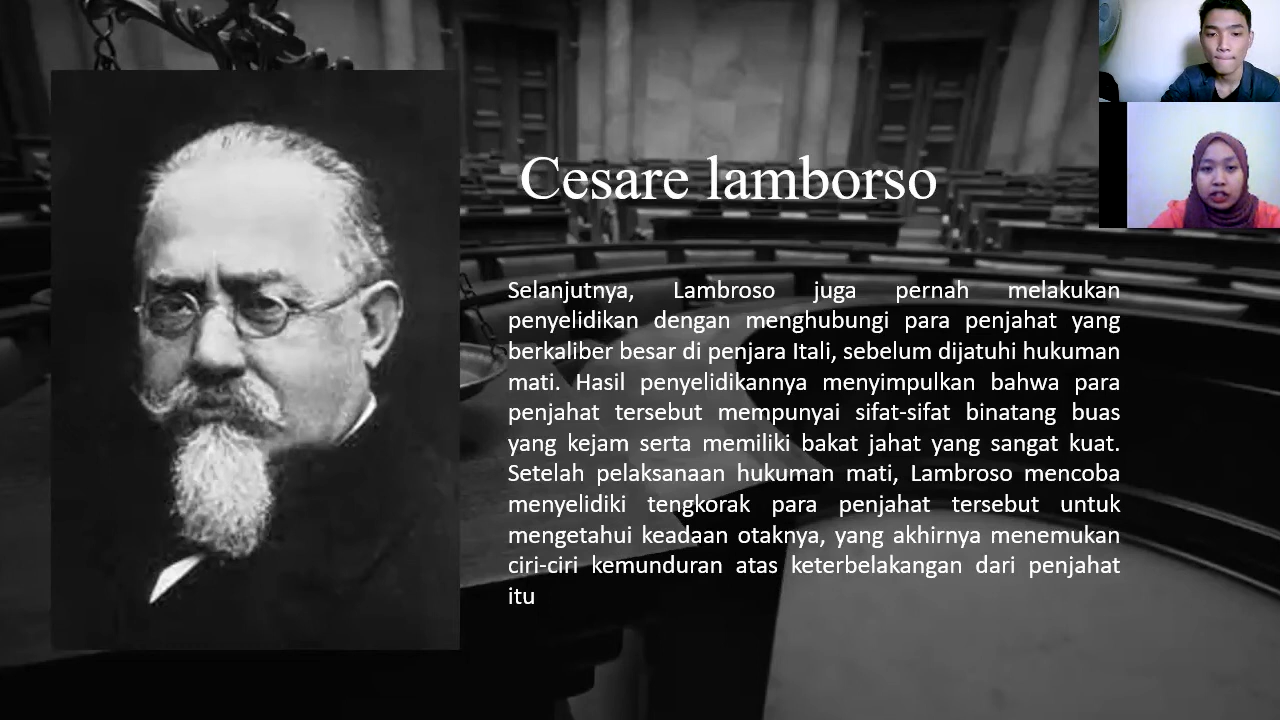 Cesare lamborso
Selanjutnya, Lambroso juga pernah melakukan
penyelidikan dengan menghubungi para penjahat yang
berkaliber besar di penjara Itali, sebelum dijatuhi hukuman
mati. Hasil penyelidikannya menyimpulkan bahwa para
penjahat tersebut mempunyai sifat-sifat binatang buas
yang kejam serta memiliki bakat jahat yang sangat kuat.
Setelah pelaksanaan hukuman mati, Lambroso mencoba
menyelidiki tengkorak para penjahat tersebut untuk
mengetahui keadaan otaknya, yang akhirnya menemukan
ciri-ciri kemunduran atas keterbelakangan dari penjahat
itu